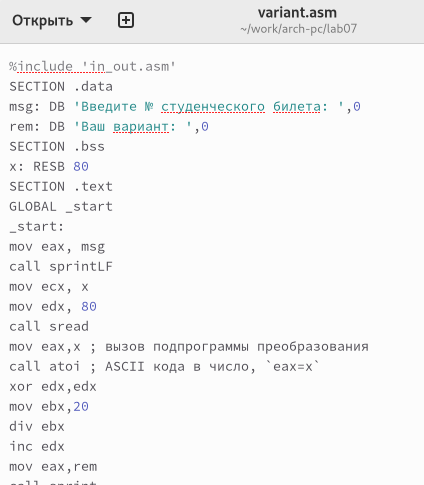 Открыть
variant.asm
~/work/arch-pc/lab07
%include 'in_out.asm'
SECTION .data
msg: DB 'Введите № студенческого билета: ',0
rem: DB 'Ваш вариант: ',0
SECTION .bss
x: RESB 80
SECTION .text
GLOBAL _start
_start:
mov eax, msg
call sprintLF
mov ecx, x
mov edx, 80
call sread
mov eax,x ; вызов подпрограммы преобразования
call atoi ; ASCII кода в число, `eax=x`
xor edx,edx
mov ebx,20
div ebx
inc edx
mov eax,rem
call sprint